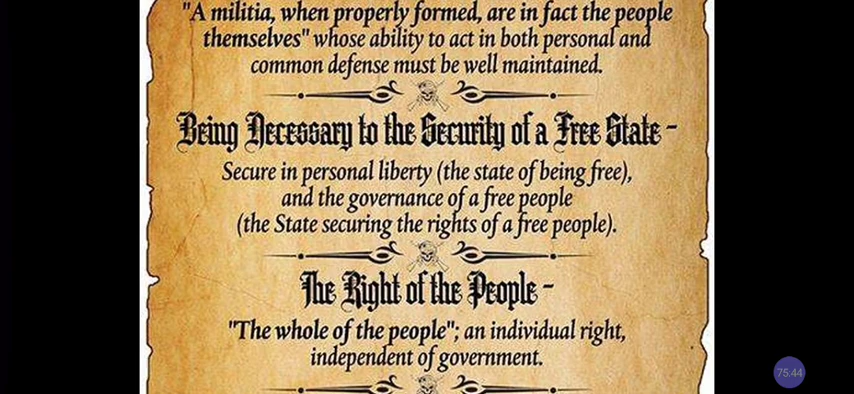 "A militia, when properly formed, are in fact the people
themselves" whose ability to act in both personal and
common defense must be well maintained.
Being Necessary to the Security of a Free State -
Secure in personal liberty (the state of being free),
and the governance of a free people
(the State securing the rights of a free people).
The Right of the People -
"The whole of the people"; an individual right,
independent of government.
75:44